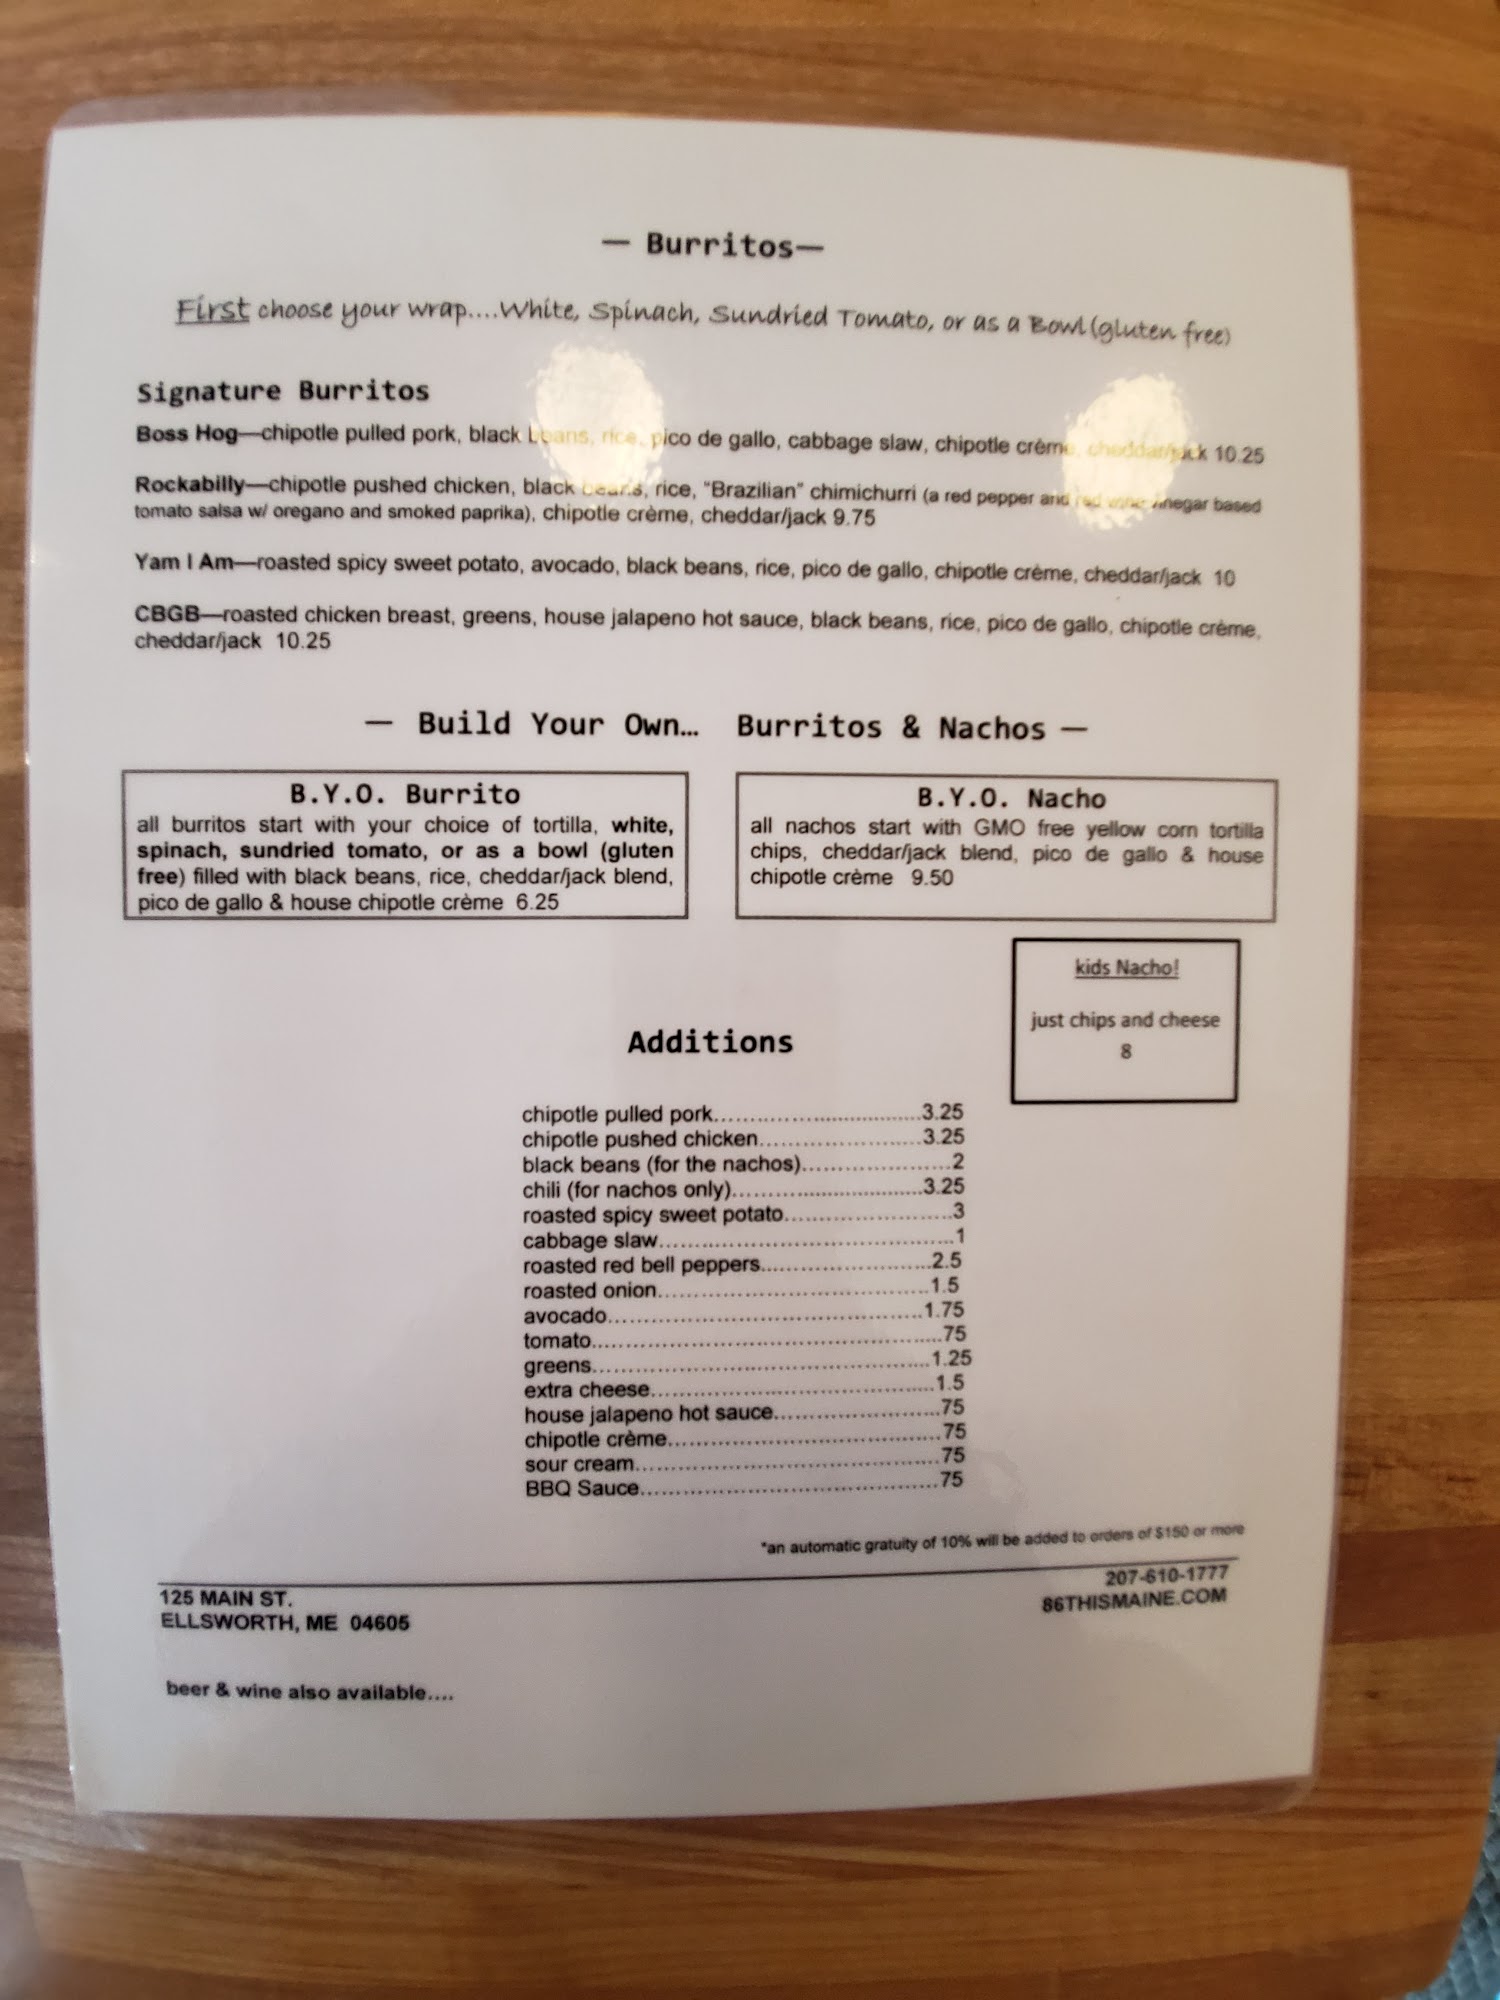 — Burritos—
First choose your wrap....White, Spinach, Sundried Tomato, or as a Bowl (gluten free)
Signature Burritos
Boss Hog—chipotle pulled pork, black beans, rice, pico de gallo, cabbage slaw, chipotle crème, cheddar/jack 10.25
Rockabilly—chipotle pushed chicken, black beans, rice, "Brazilian" chimichurri (a red pepper and red wine vinegar based
tomato salsa w/ oregano and smoked paprika), chipotle crème, cheddar/jack 9.75
Yam I Am—roasted spicy sweet potato, avocado, black beans, rice, pico de gallo, chipotle crème, cheddar/jack 10
CBGB—roasted chicken breast, greens, house jalapeno hot sauce, black beans, rice, pico de gallo, chipotle crème,
cheddar/jack 10.25
— Build Your Own… Burritos & Nachos —
B.Y.O. Burrito
all burritos start with your choice of tortilla, white,
spinach, sundried tomato, or as a bowl (gluten
free) filled with black beans, rice, cheddar/jack blend,
pico de gallo & house chipotle crème 6.25
B.Y.O. Nacho
all nachos start with GMO free yellow corn tortilla
chips, cheddar/jack blend, pico de gallo & house
chipotle crème 9.50
kids Nacho!
just chips and cheese
8
Additions
chipotle pulled pork....................................3.25
chipotle pushed chicken............................3.25
black beans (for the nachos).........................2
chili (for nachos only).................................3.25
roasted spicy sweet potato............................3
cabbage slaw................................................1
roasted red bell peppers............................2.5
roasted onion............................................1.5
avocado....................................................1.75
tomato.........................................................75
greens.......................................................1.25
extra cheese.............................................1.5
house jalapeno hot sauce...........................75
chipotle crème.............................................75
sour cream..................................................75
BBQ Sauce.................................................75
*an automatic gratuity of 10% will be added to orders of $150 or more
125 MAIN ST.
ELLSWORTH, ME 04605
207-610-1777
86THISMAINE.COM
beer & wine also available....